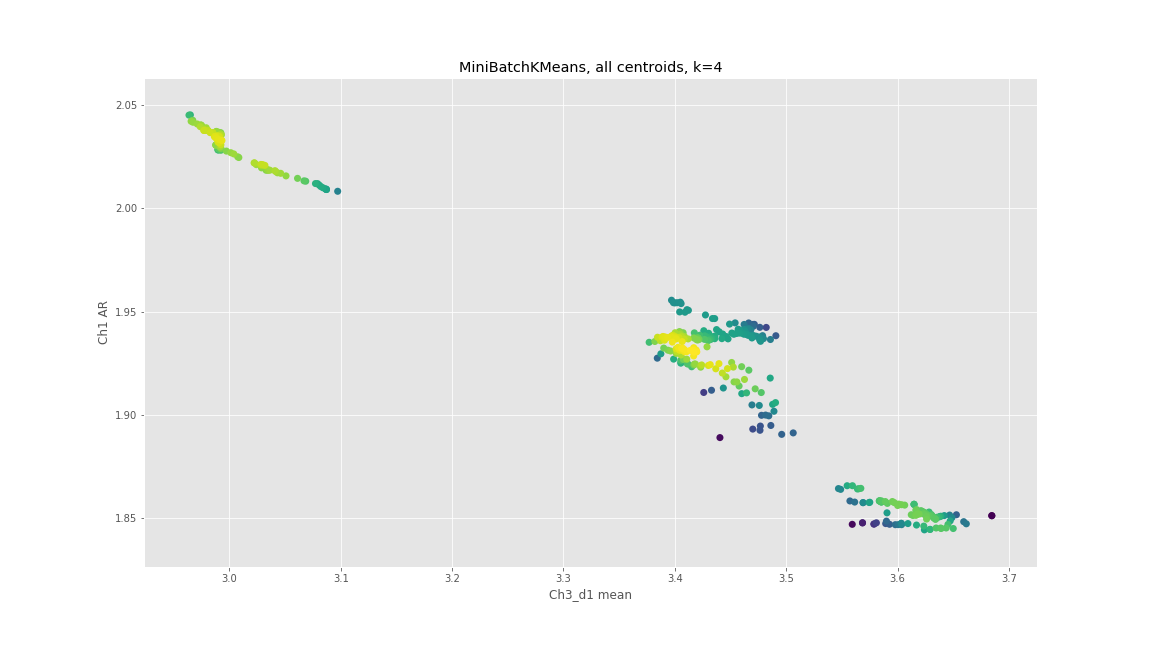 MiniBatchKMeans, all centroids, k=4
2.05
2.00
1.95
1.90
1.85
Ch1 AR
3.0 3.1 3.2 3.3 3.4 3.5 3.6 3.7
Ch3_d1 mean